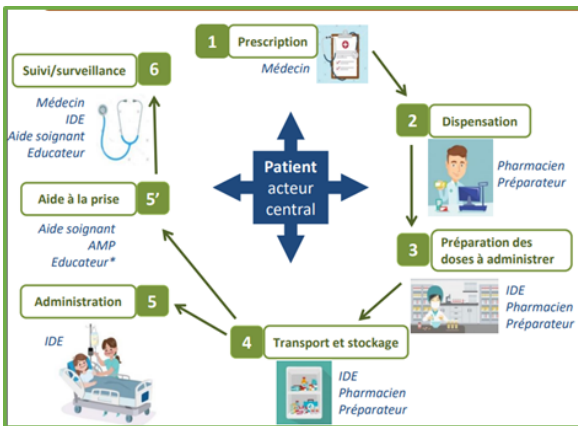 1 Prescription
Médecin
2 Dispensation
Pharmacien
Préparateur
3 Préparation des
doses à administrer
IDE
Pharmacien
Préparateur
4 Transport et stockage
IDE
Pharmacien
Préparateur
Administration 5
IDE
Aide à la prise 5'
Aide soignant
AMP
Educateur*
Suivi/surveillance 6
Médecin
IDE
Aide soignant
Educateur
Patient
acteur
central